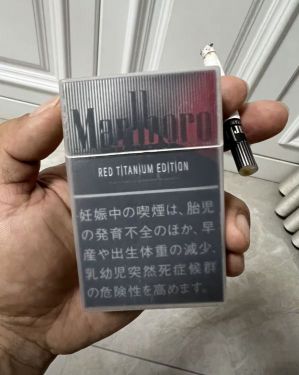 Marlboro
RED TITANIUM EDITION
妊娠中の喫煙は、胎児
の発育不全のほか、早
産や出生体重の減少、
乳幼児突然死症候群
の危険性を高めます。